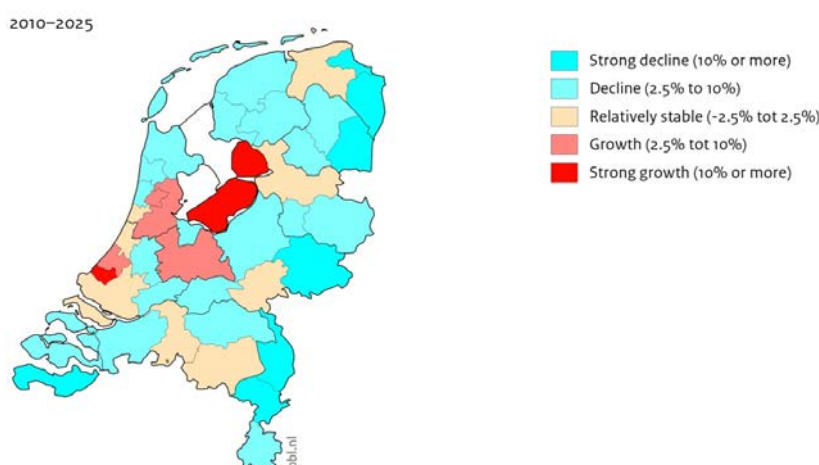 2010–2025
Strong decline (10% or more)
Decline (2.5% to 10%)
Relatively stable (-2.5% tot 2.5%)
Growth (2.5% tot 10%)
Strong growth (10% or more)
pbl.nl